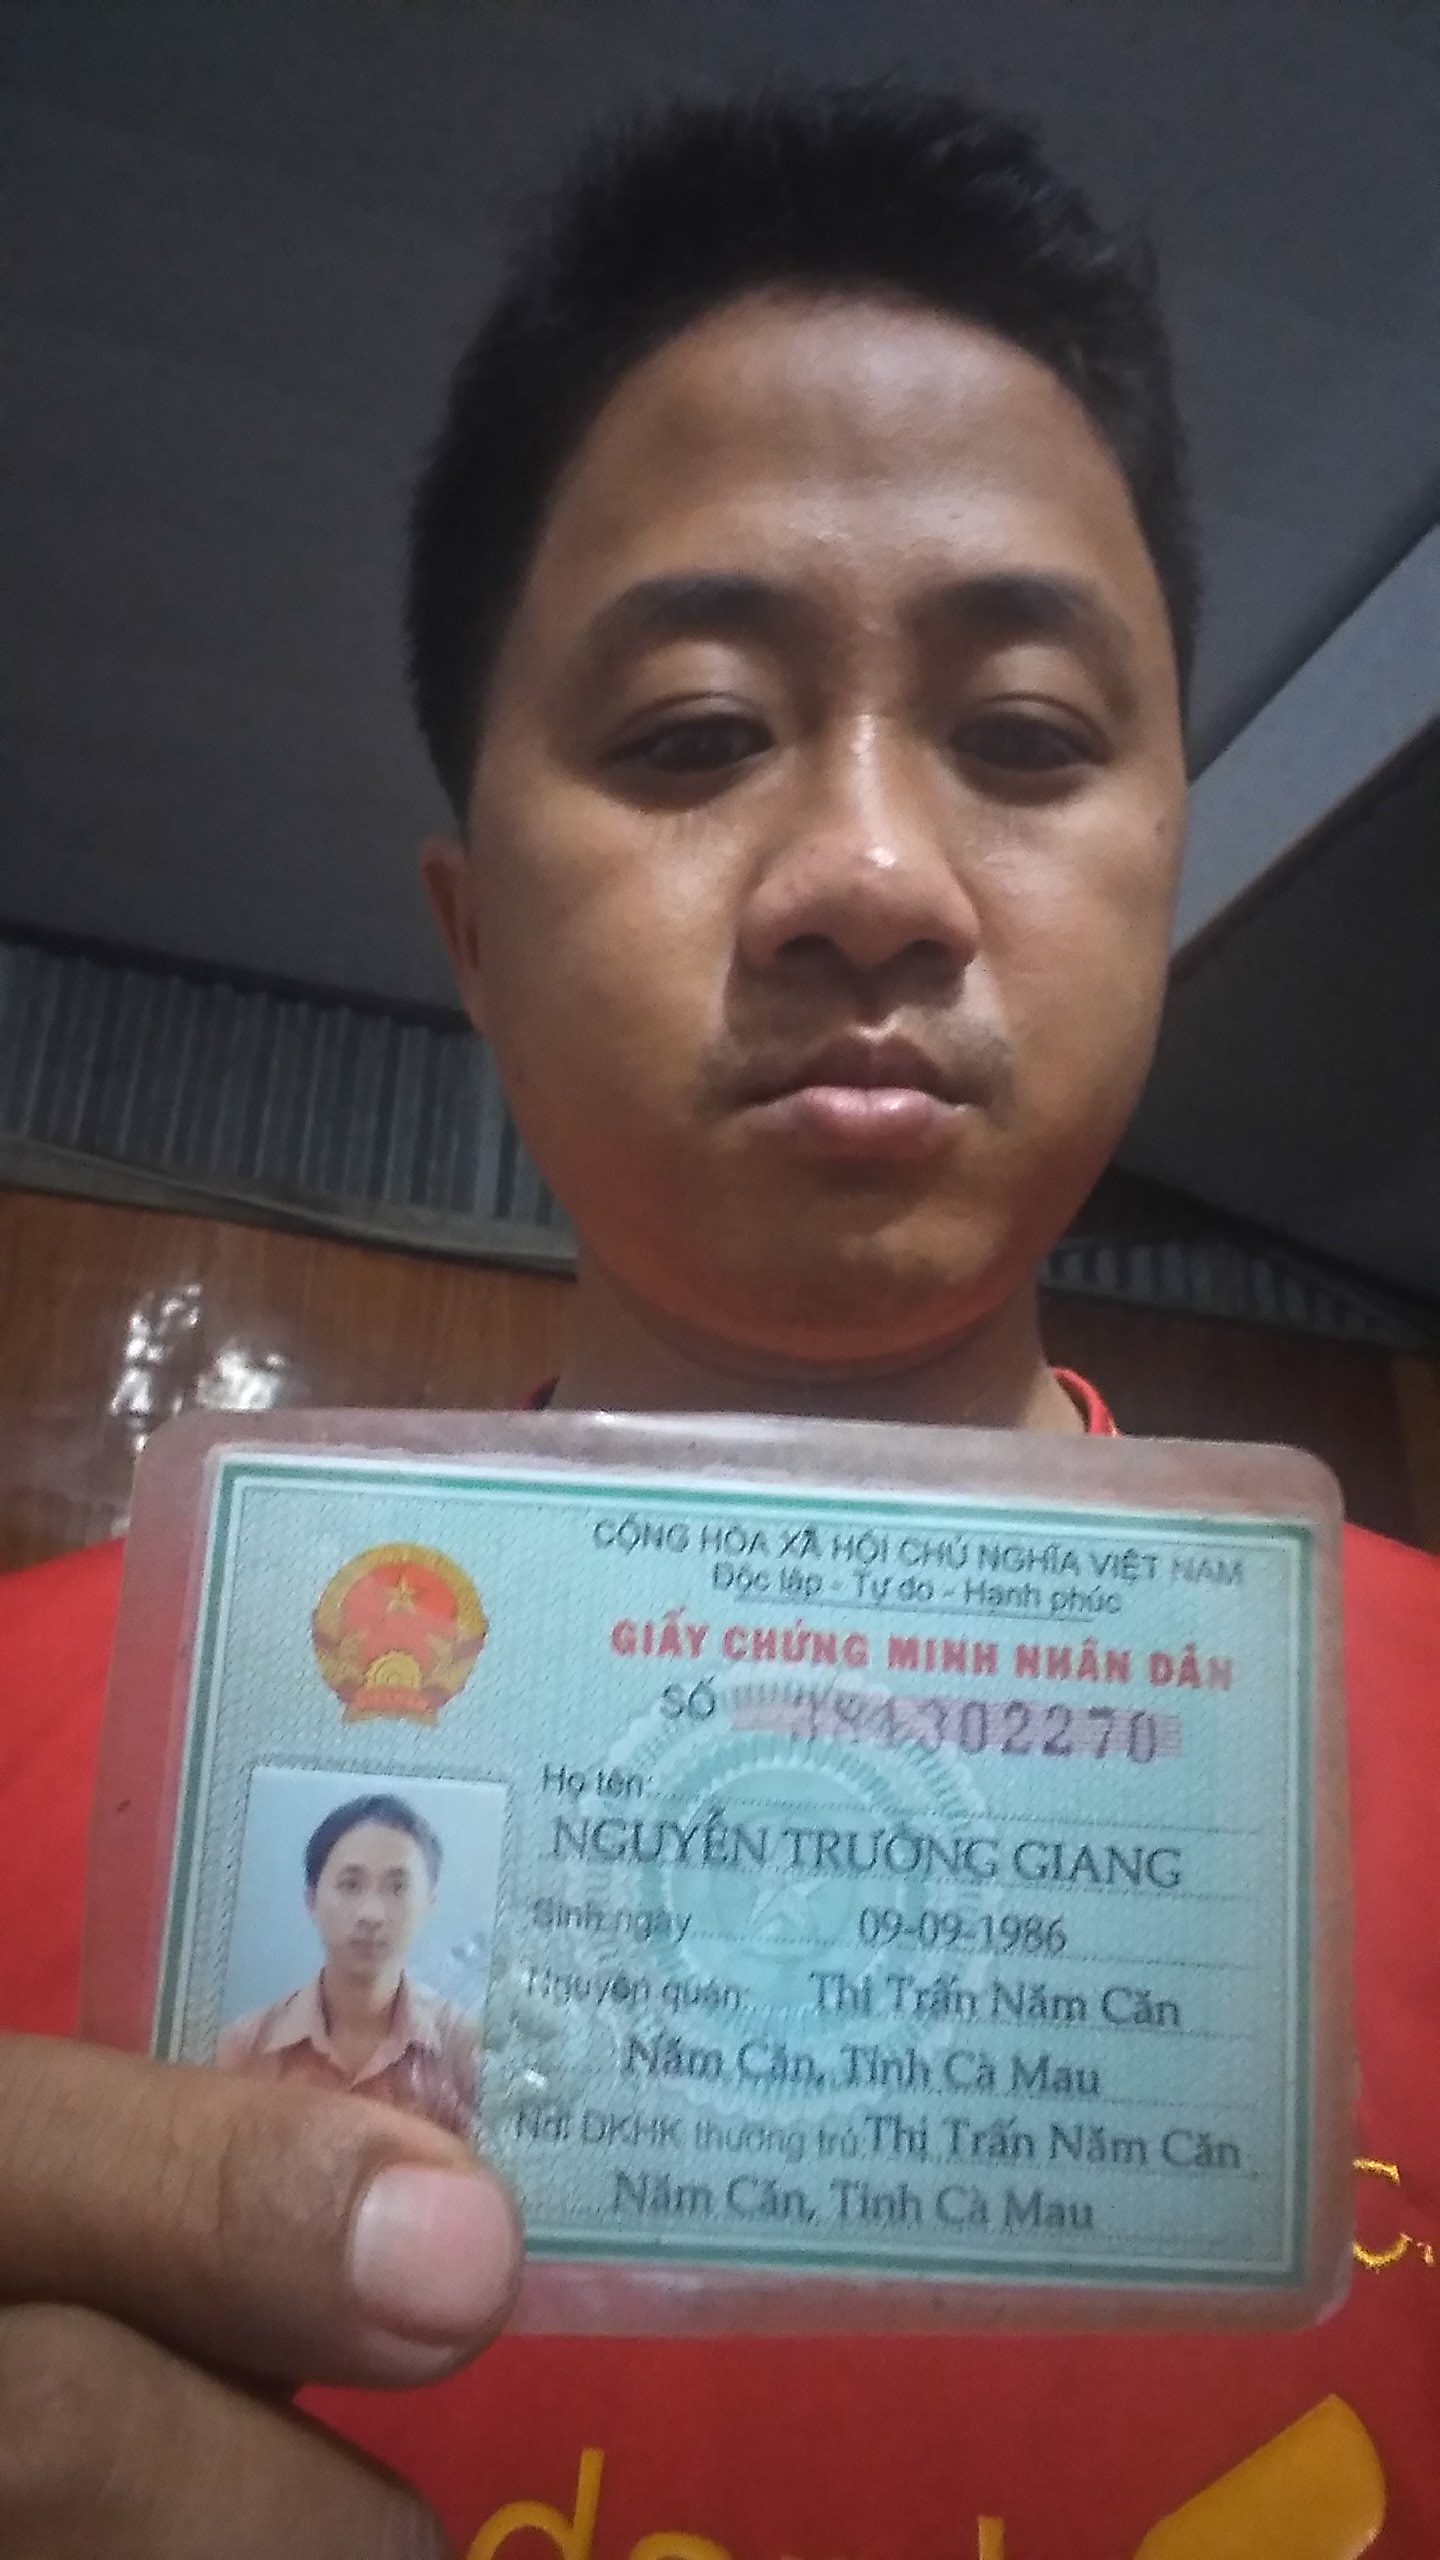 CỘNG HÒA XÃ HỘI CHỦ NGHĨA VIỆT NAM
Độc lập - Tự do - Hạnh phúc
GIẤY CHỨNG MINH NHÂN DÂN
SỐ 381302270
Họ tên:
NGUYỄN TRƯỜNG GIANG
Sinh ngày 09-09-1986
Nguyên quán: Thị Trấn Năm Căn
Năm Căn, Tỉnh Cà Mau
Nơi ĐKHK thường trú: Thị Trấn Năm Căn
Năm Căn, Tỉnh Cà Mau